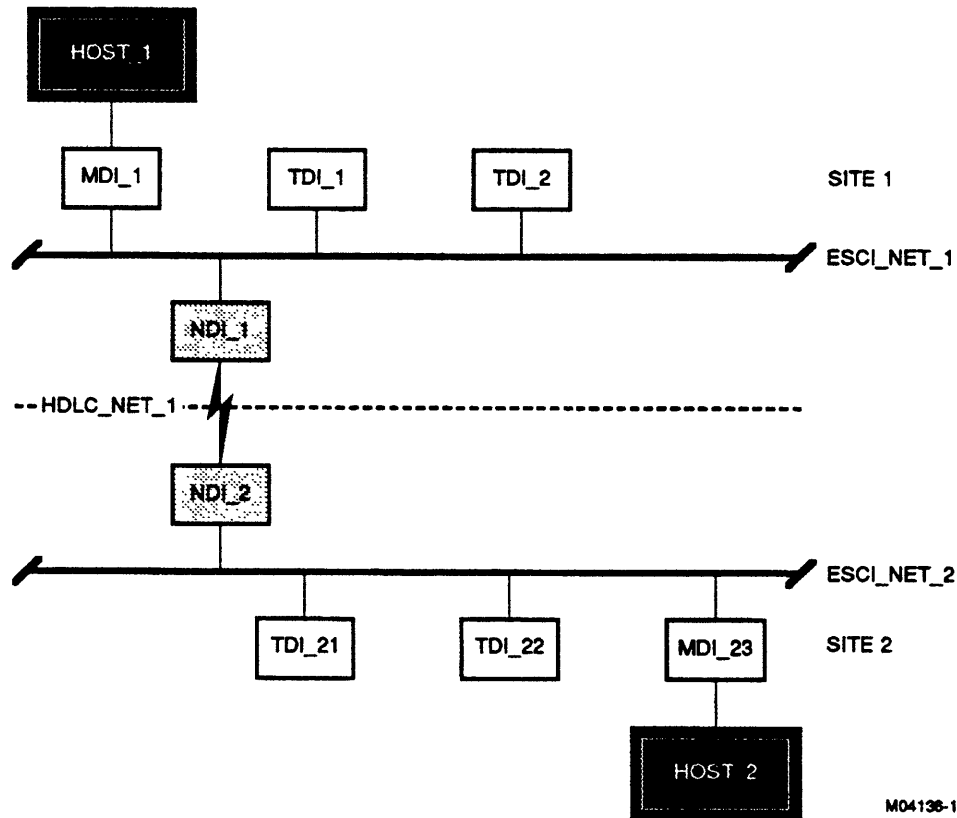 HOST_1
MDI_1
TDI_1
TDI_2
SITE 1
ESCI_NET_1
NDI_1
HDLC_NET_1
NDI_2
ESCI_NET_2
TDI_21
TDI_22
MDI_23
SITE 2
HOST 2
M04136-1